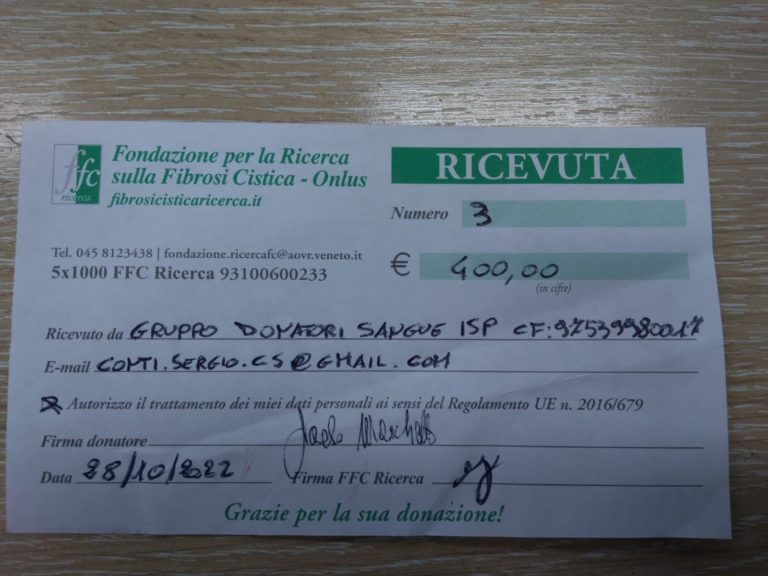 ffc
ricerca
Fondazione per la Ricerca
sulla Fibrosi Cistica - Onlus
fibrosicisticaricerca.it
RICEVUTA
Numero 3
Tel. 045 8123438 | fondazione.ricercafc@aovr.veneto.it
5x1000 FFC Ricerca 93100600233
€ 400,00
(in cifre)
Ricevuto da GRUPPO DONATORI SANGUE ISP CF: 97539980017
E-mail CONTI.SERGIO.CS@GMAIL.COM
Autorizzo il trattamento dei miei dati personali ai sensi del Regolamento UE n. 2016/679
Firma donatore
Data 28/10/2022 Firma FFC Ricerca
Grazie per la sua donazione!